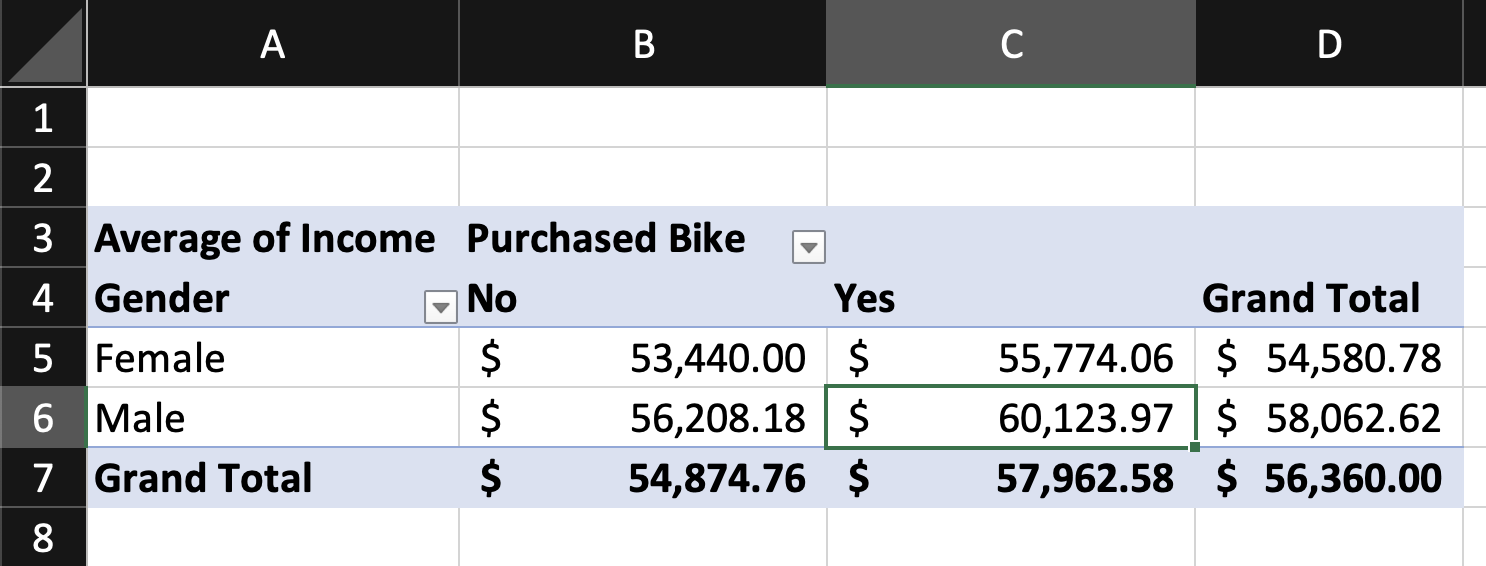 A B C D
1
2
3 Average of Income Purchased Bike
4 Gender No Yes Grand Total
5 Female $ 53,440.00 $ 55,774.06 $ 54,580.78
6 Male $ 56,208.18 $ 60,123.97 $ 58,062.62
7 Grand Total $ 54,874.76 $ 57,962.58 $ 56,360.00
8